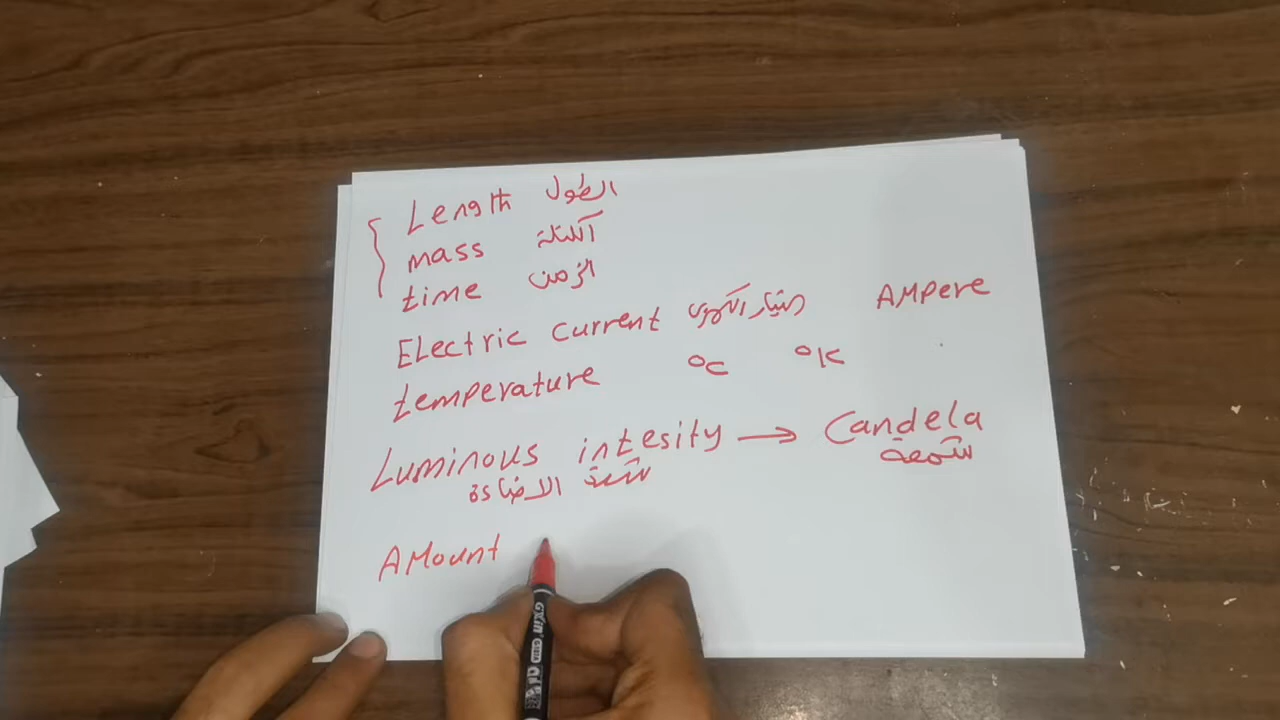 Length الطول
mass الكتلة
time الزمن
Electric current التيار الكهربي Ampere
temperature °C °K
Luminous intesity → Candela
شدة الاضاءة شمعة
Amount
GXin